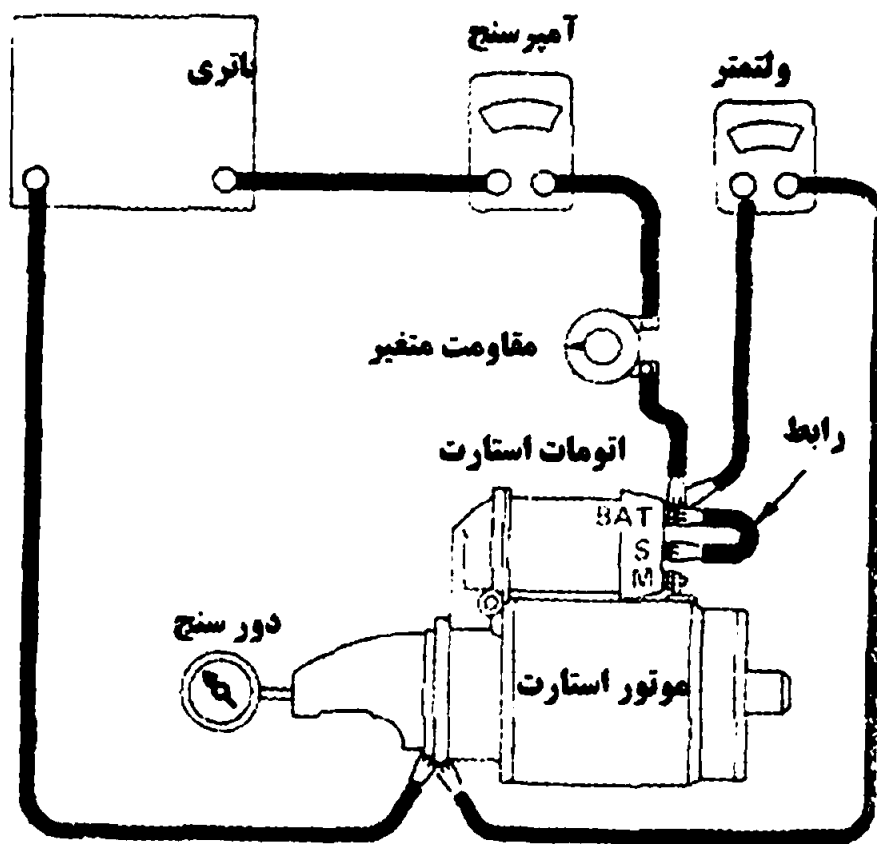 آمپرسنج
ولتمتر
باتری
مقاومت متغیر
رابط
اتومات استارت
BAT
S
M
دور سنج
موتور استارت